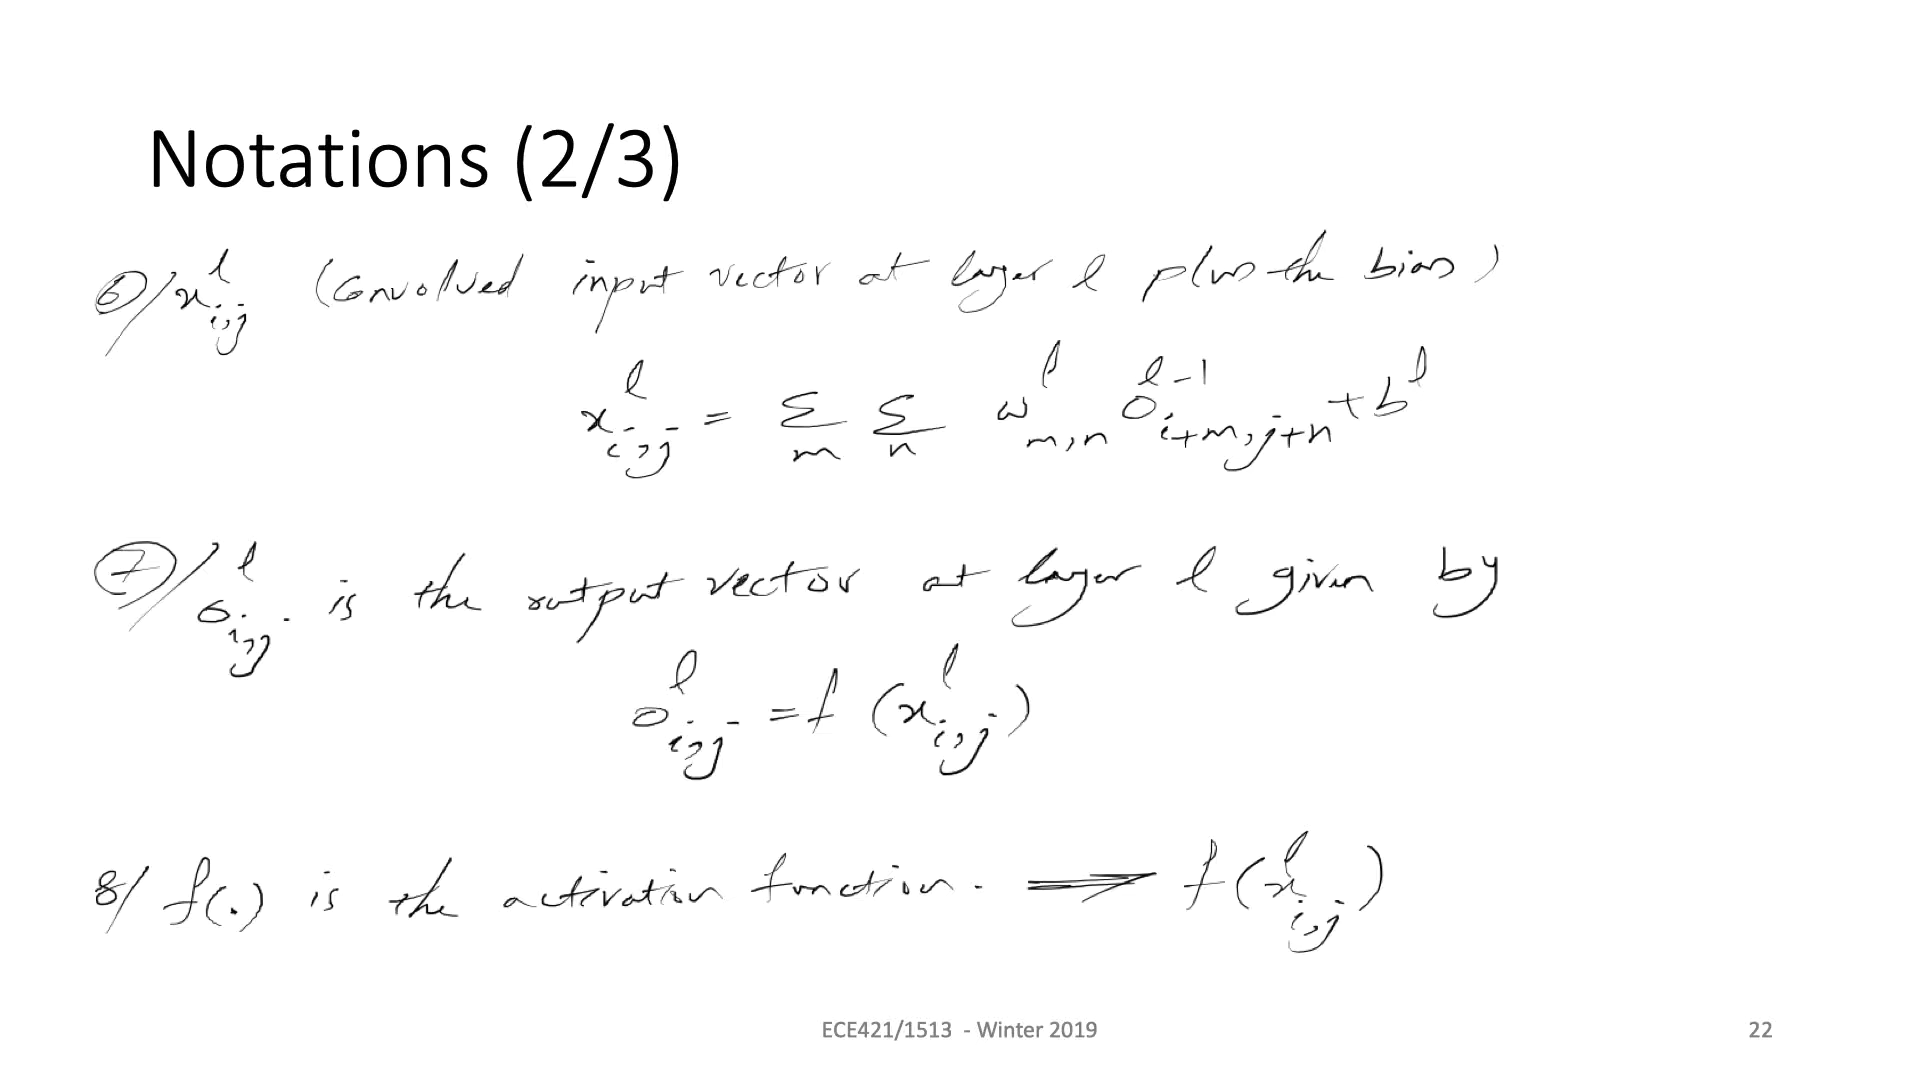 Notations (2/3)
⑥/ x^l_{i,j} (Convolved input vector at layer l plus the bias)
x^l_{i,j} = Σ_m Σ_n ω^l_{m,n} o^{l-1}_{i+m,j+n} + b^l
⑦/ o^l_{i,j} is the output vector at layer l given by
o^l_{i,j} = f(x^l_{i,j})
8/ f(.) is the activation function. ⟹ f(x^l_{i,j})
ECE421/1513 - Winter 2019
22